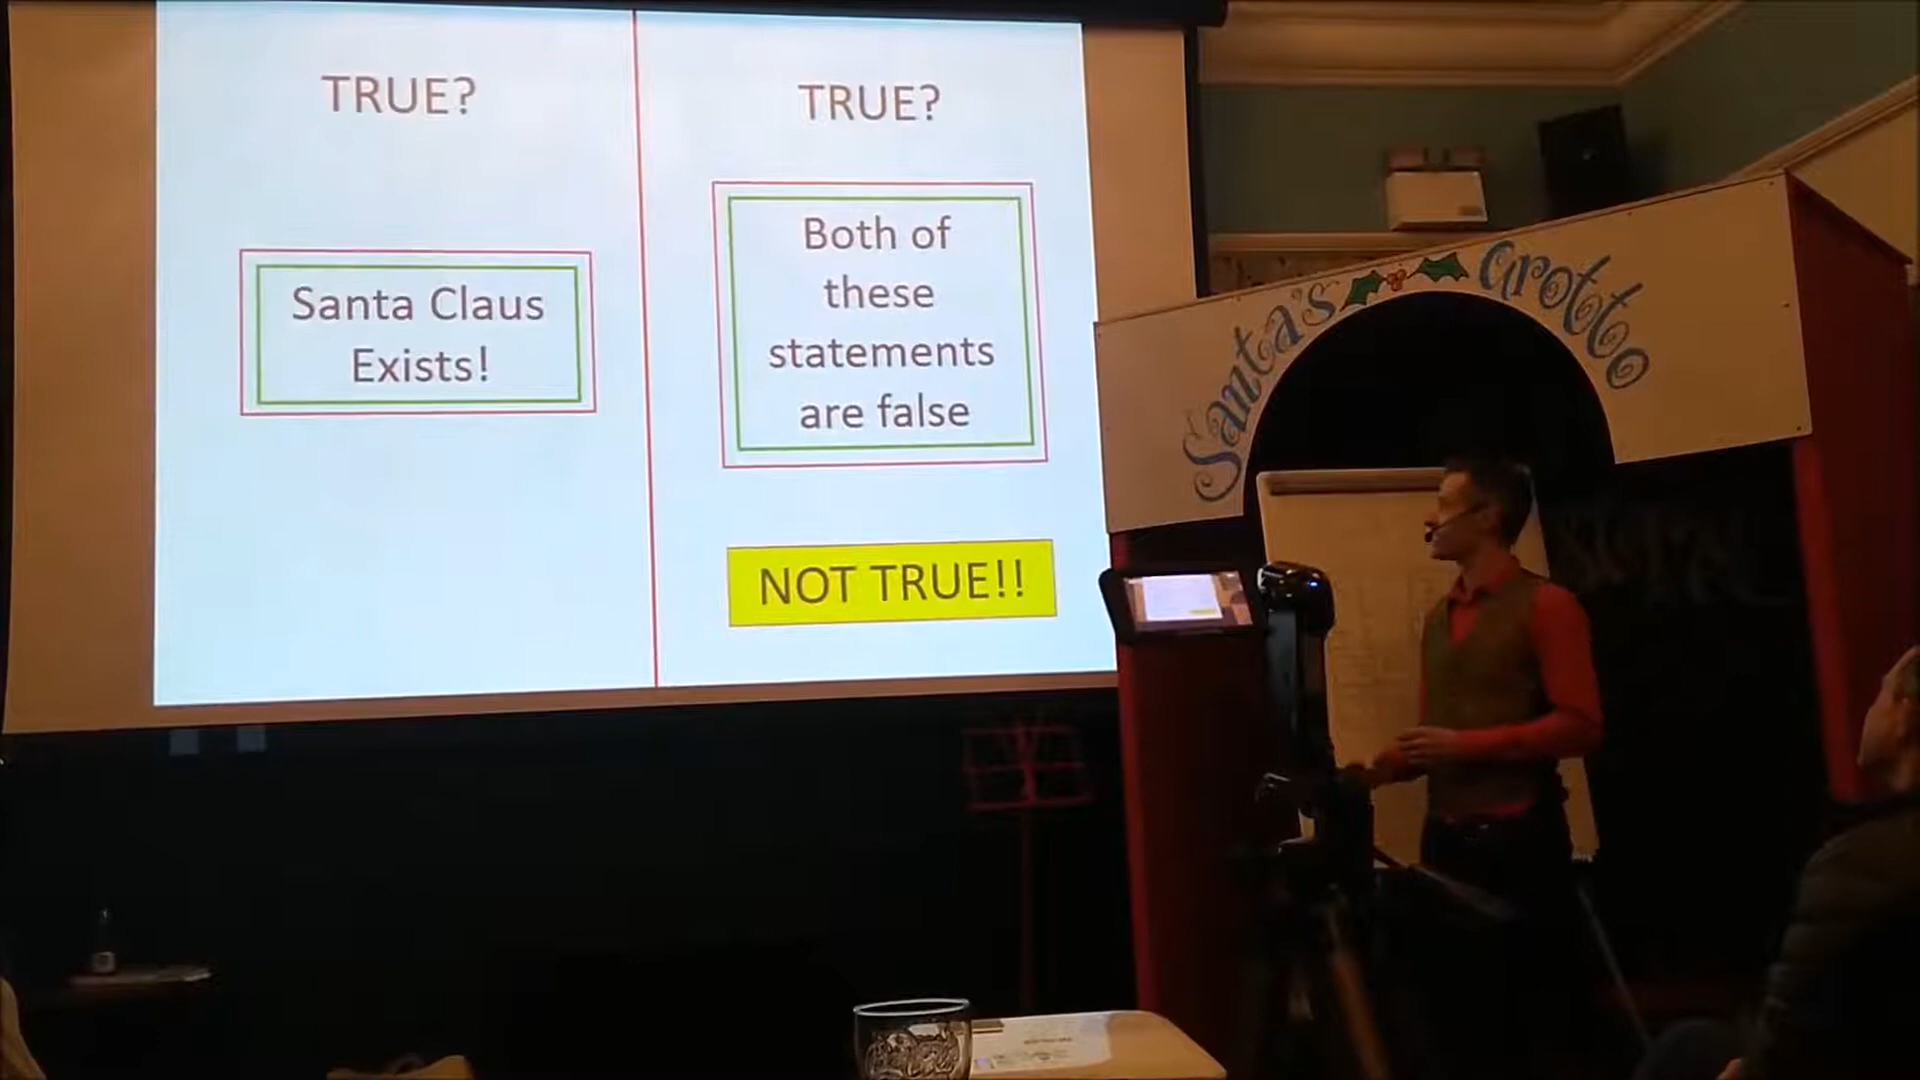 TRUE?
Santa Claus
Exists!
TRUE?
Both of
these
statements
are false
NOT TRUE!!
Santa's Grotto